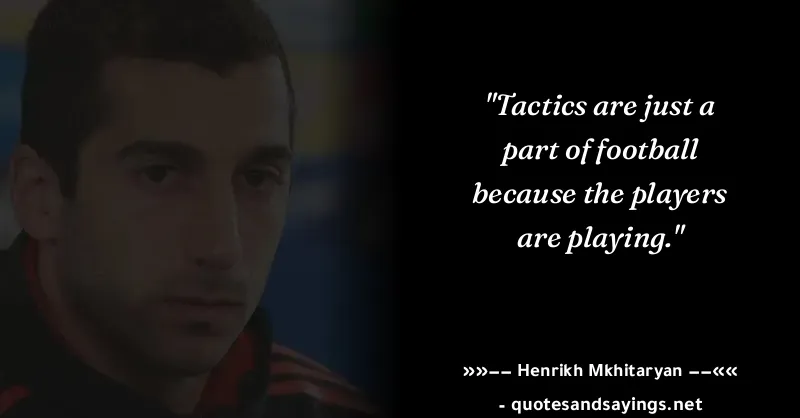 "Tactics are just a
part of football
because the players
are playing."
»»−− Henrikh Mkhitaryan −−««
- quotesandsayings.net